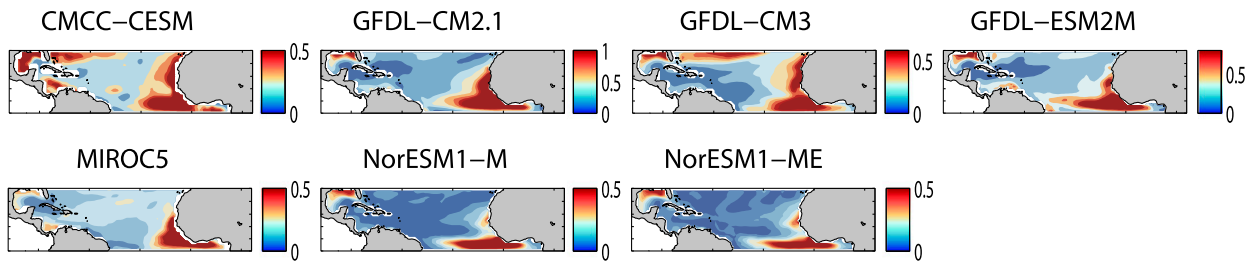 CMCC−CESM GFDL−CM2.1 GFDL−CM3 GFDL−ESM2M
0.5 1 0.5 0.5
0.5
0 0 0 0
MIROC5 NorESM1−M NorESM1−ME
0.5 0.5 0.5
0 0 0